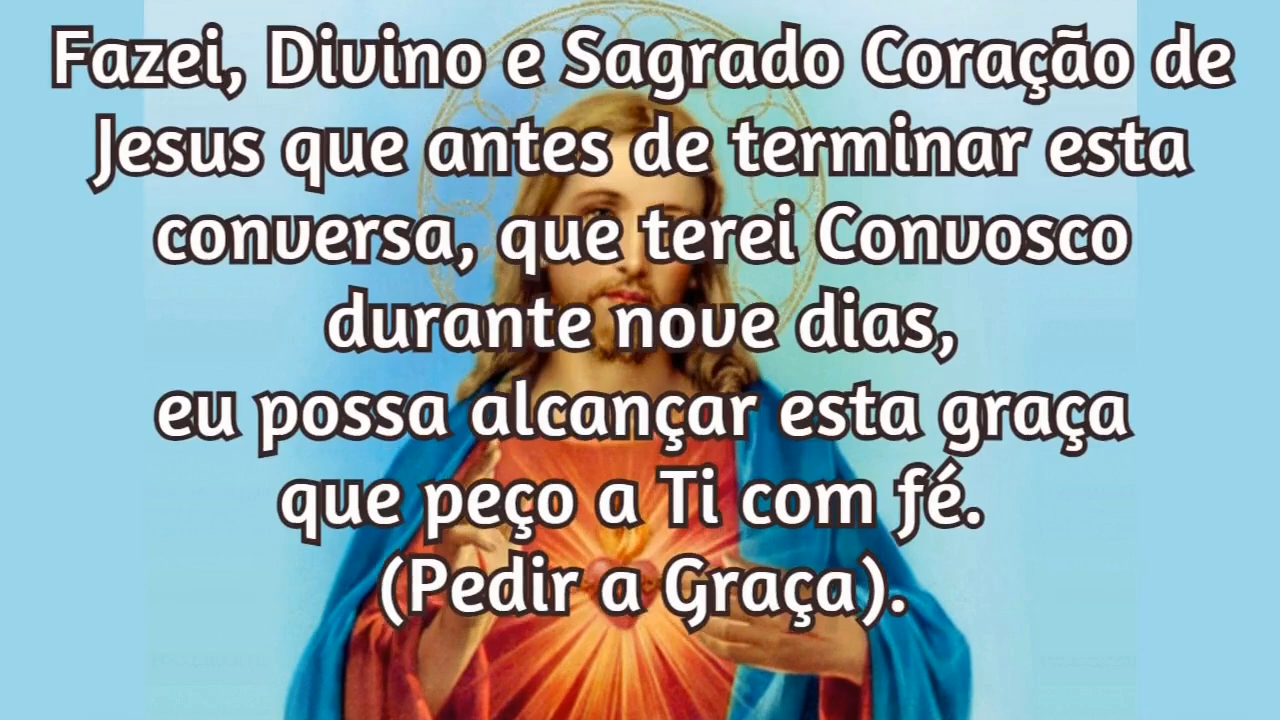 Fazei, Divino e Sagrado Coração de
Jesus que antes de terminar esta
conversa, que terei Convosco
durante nove dias,
eu possa alcançar esta graça
que peço a Ti com fé.
(Pedir a Graça).